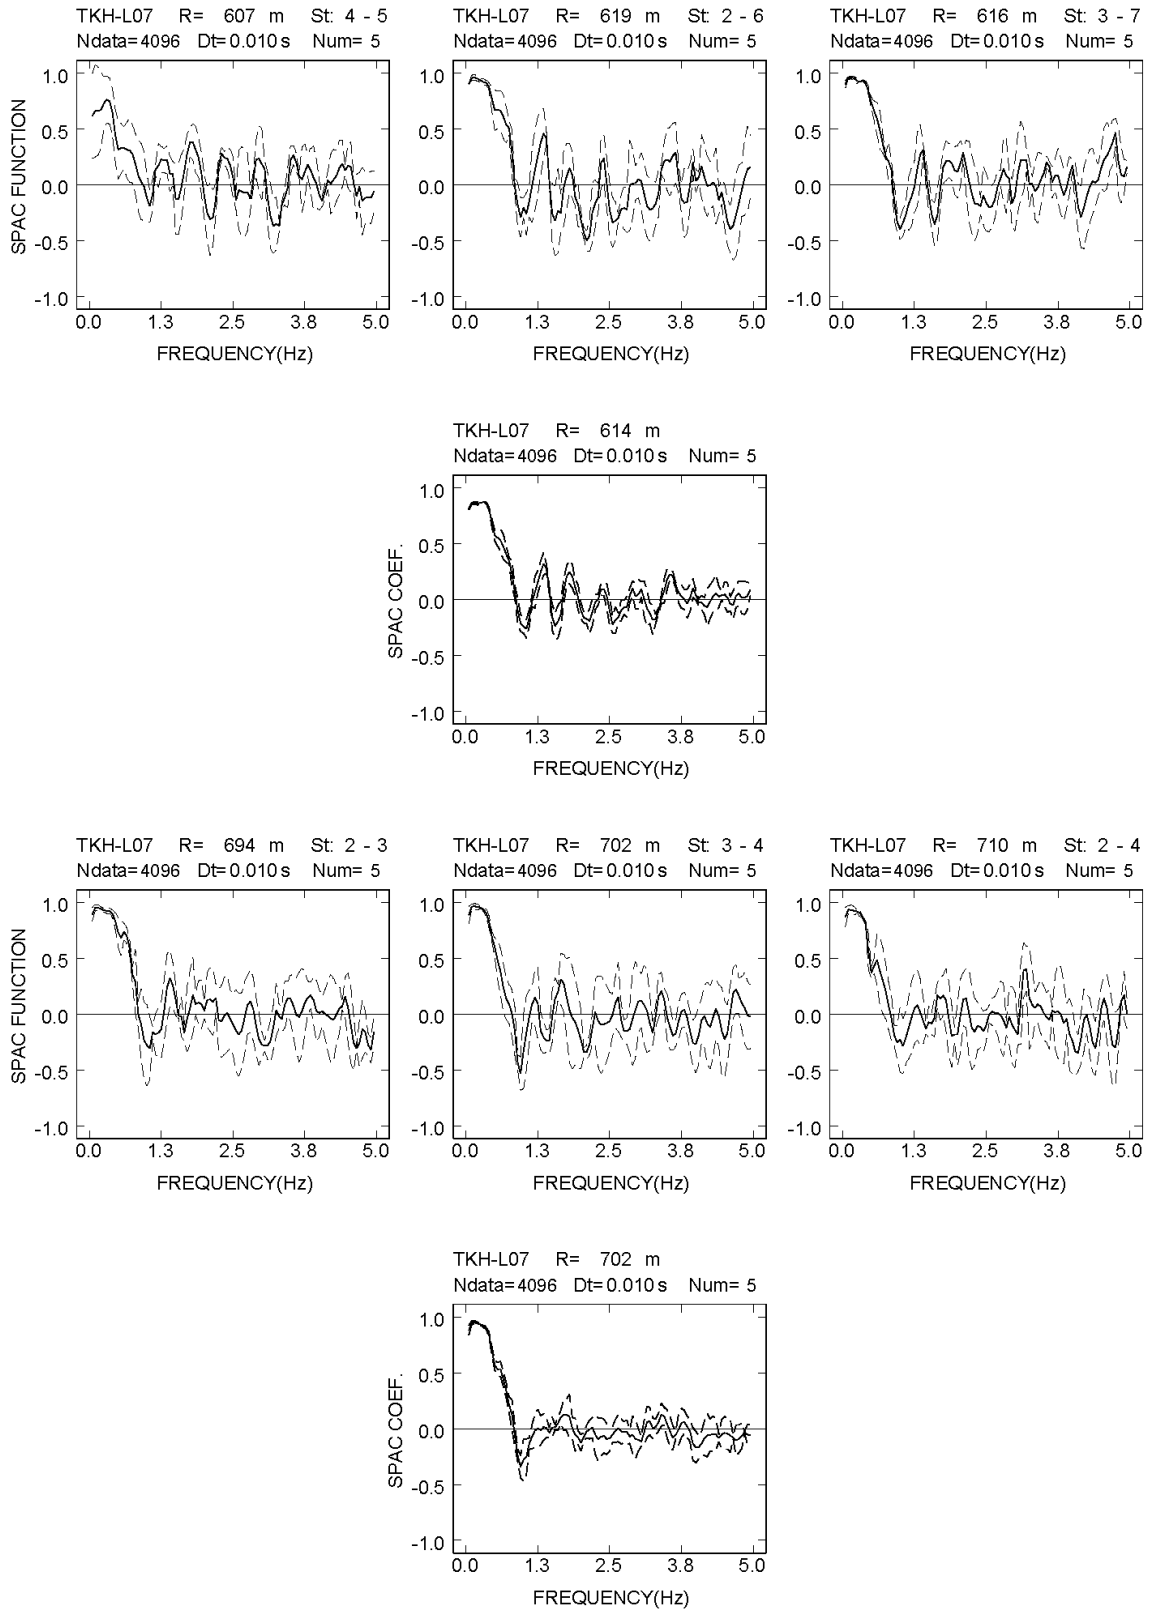 TKH-L07 R= 607 m St: 4 - 5
Ndata=4096 Dt=0.010 s Num= 5
TKH-L07 R= 619 m St: 2 - 6
Ndata=4096 Dt=0.010 s Num= 5
TKH-L07 R= 616 m St: 3 - 7
Ndata=4096 Dt=0.010 s Num= 5
SPAC FUNCTION
1.0
0.5
0.0
-0.5
-1.0
0.0 1.3 2.5 3.8 5.0
FREQUENCY(Hz)
1.0
0.5
0.0
-0.5
-1.0
0.0 1.3 2.5 3.8 5.0
FREQUENCY(Hz)
1.0
0.5
0.0
-0.5
-1.0
0.0 1.3 2.5 3.8 5.0
FREQUENCY(Hz)
TKH-L07 R= 614 m
Ndata=4096 Dt=0.010 s Num= 5
SPAC COEF.
1.0
0.5
0.0
-0.5
-1.0
0.0 1.3 2.5 3.8 5.0
FREQUENCY(Hz)
TKH-L07 R= 694 m St: 2 - 3
Ndata=4096 Dt=0.010 s Num= 5
TKH-L07 R= 702 m St: 3 - 4
Ndata=4096 Dt=0.010 s Num= 5
TKH-L07 R= 710 m St: 2 - 4
Ndata=4096 Dt=0.010 s Num= 5
SPAC FUNCTION
1.0
0.5
0.0
-0.5
-1.0
0.0 1.3 2.5 3.8 5.0
FREQUENCY(Hz)
1.0
0.5
0.0
-0.5
-1.0
0.0 1.3 2.5 3.8 5.0
FREQUENCY(Hz)
1.0
0.5
0.0
-0.5
-1.0
0.0 1.3 2.5 3.8 5.0
FREQUENCY(Hz)
TKH-L07 R= 702 m
Ndata=4096 Dt=0.010 s Num= 5
SPAC COEF.
1.0
0.5
0.0
-0.5
-1.0
0.0 1.3 2.5 3.8 5.0
FREQUENCY(Hz)